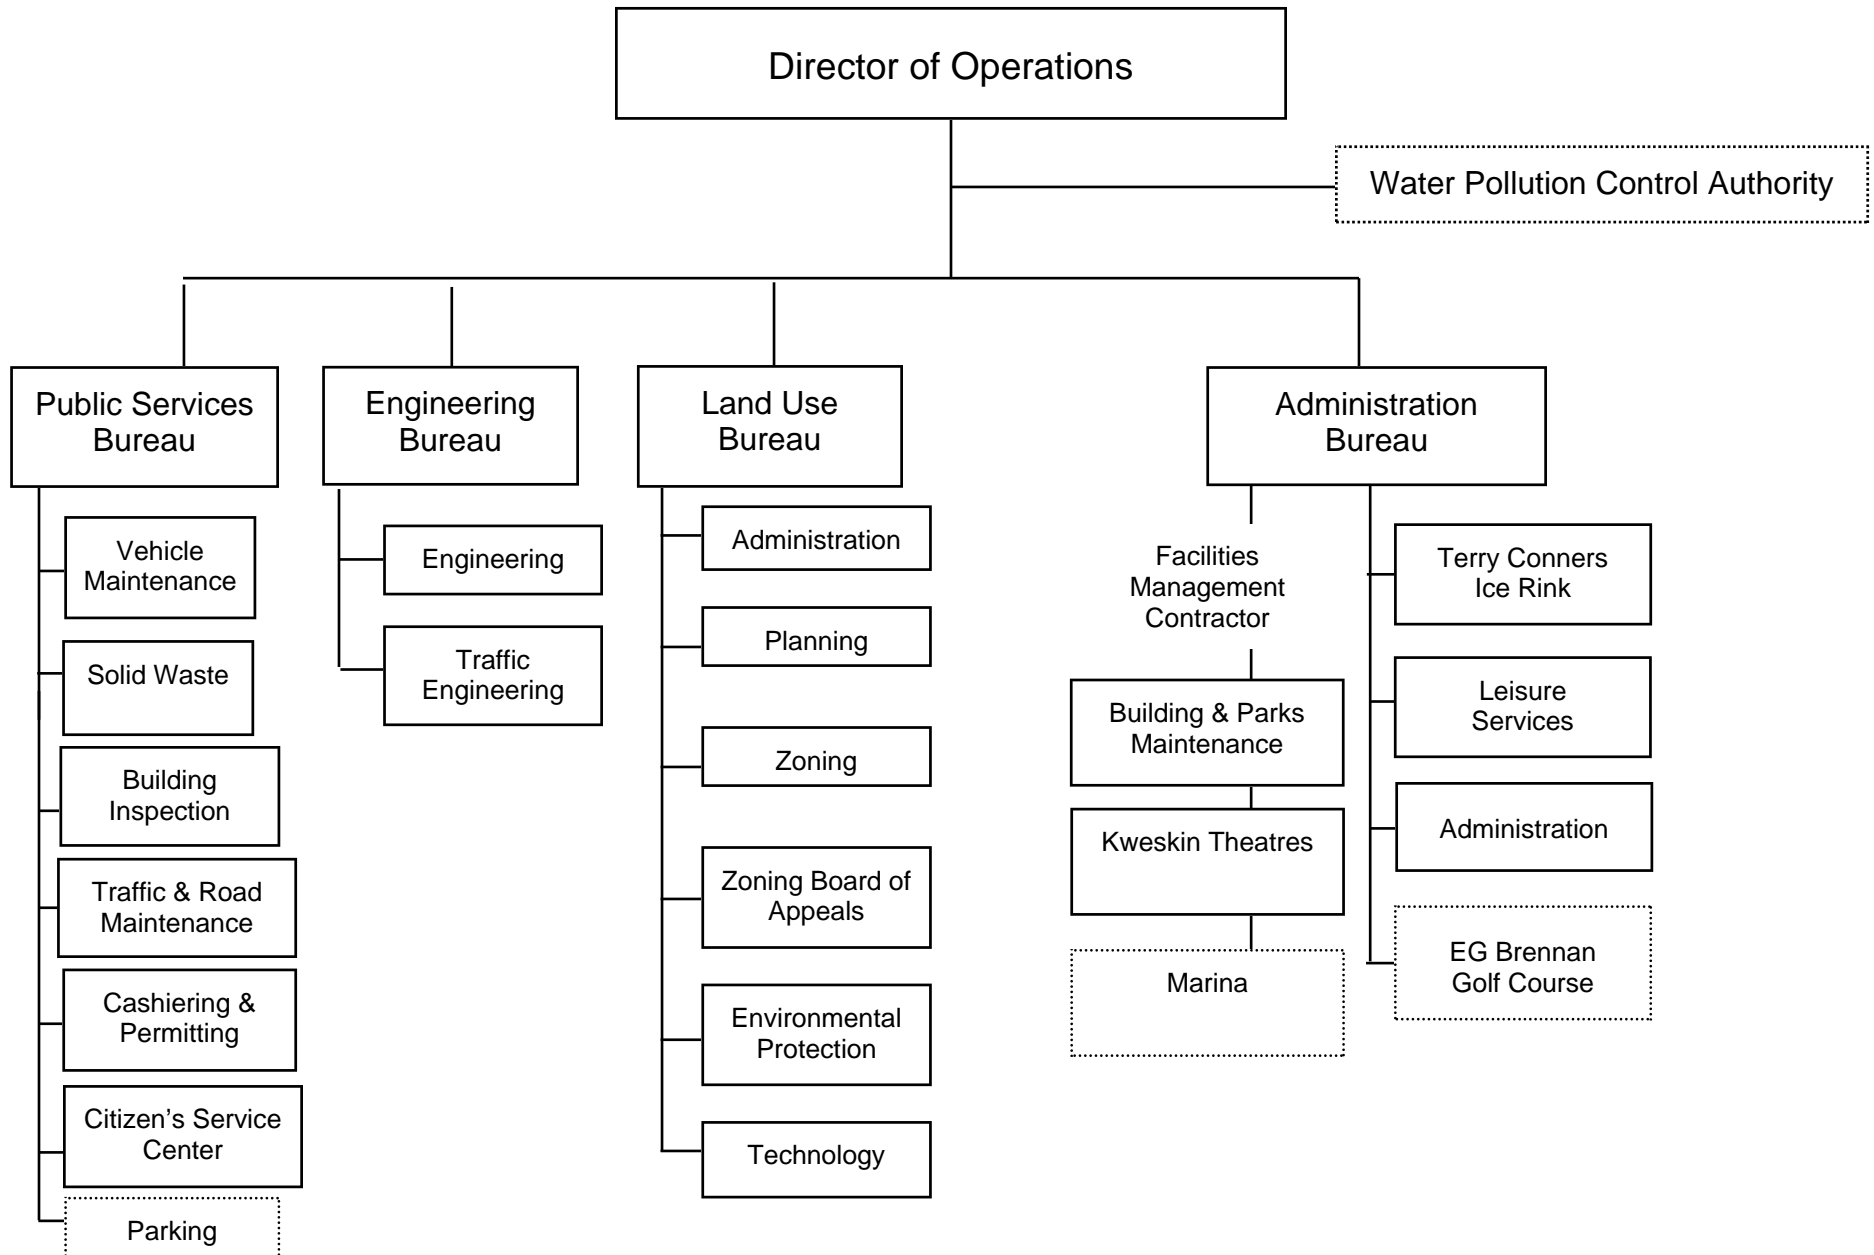 Director of Operations
Water Pollution Control Authority
Public Services
Bureau
Vehicle
Maintenance
Solid Waste
Building
Inspection
Traffic & Road
Maintenance
Cashiering &
Permitting
Citizen’s Service
Center
Parking
Engineering
Bureau
Engineering
Traffic
Engineering
Land Use
Bureau
Administration
Planning
Zoning
Zoning Board of
Appeals
Environmental
Protection
Technology
Administration
Bureau
Facilities
Management
Contractor
Building & Parks
Maintenance
Kweskin Theatres
Marina
Terry Conners
Ice Rink
Leisure
Services
Administration
EG Brennan
Golf Course